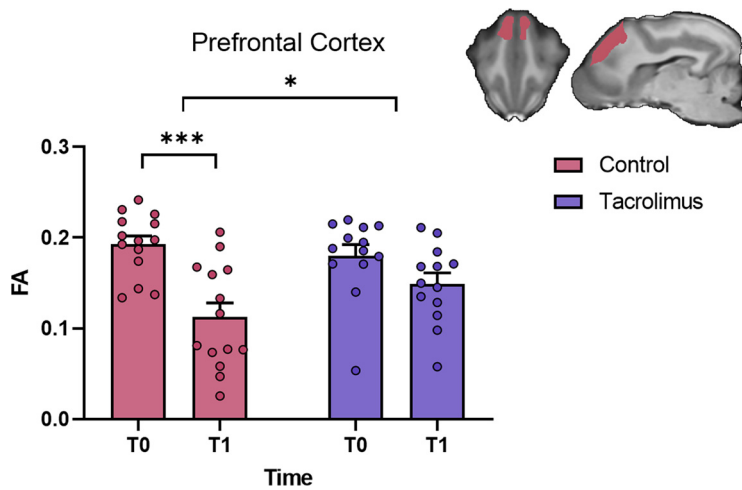 Prefrontal Cortex
*
***
0.3
0.2
0.1
0.0
FA
T0
T1
T0
T1
Time
Control
Tacrolimus